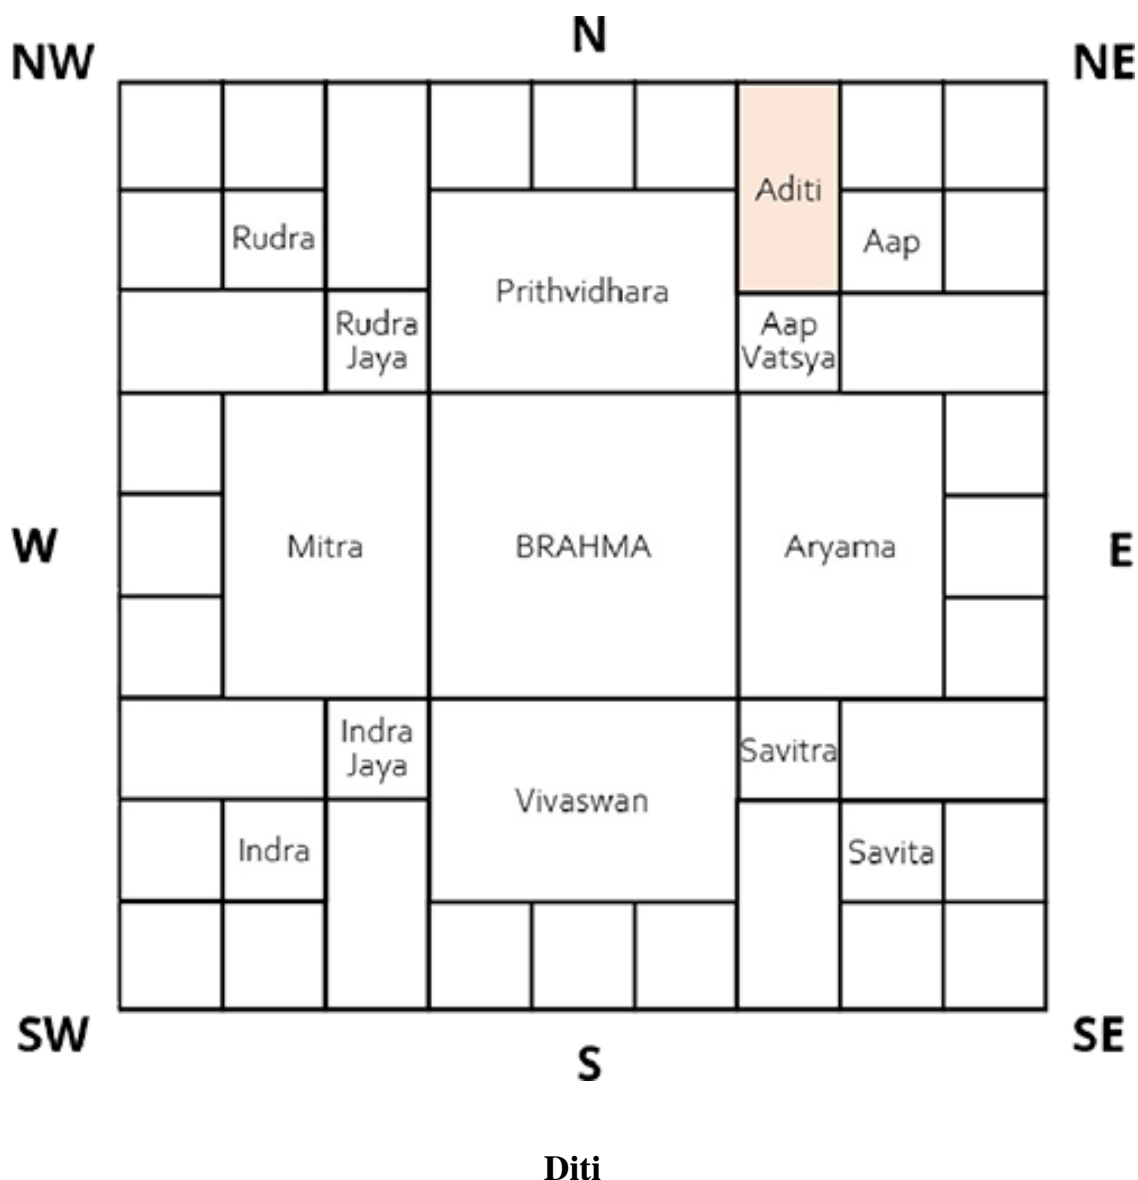 N
NW
NE
Aditi
Rudra
Aap
Prithvidhara
Rudra
Jaya
Aap
Vatsya
W
Mitra
BRAHMA
Aryama
E
Indra
Jaya
Savitra
Vivaswan
Indra
Savita
SW
SE
S
Diti